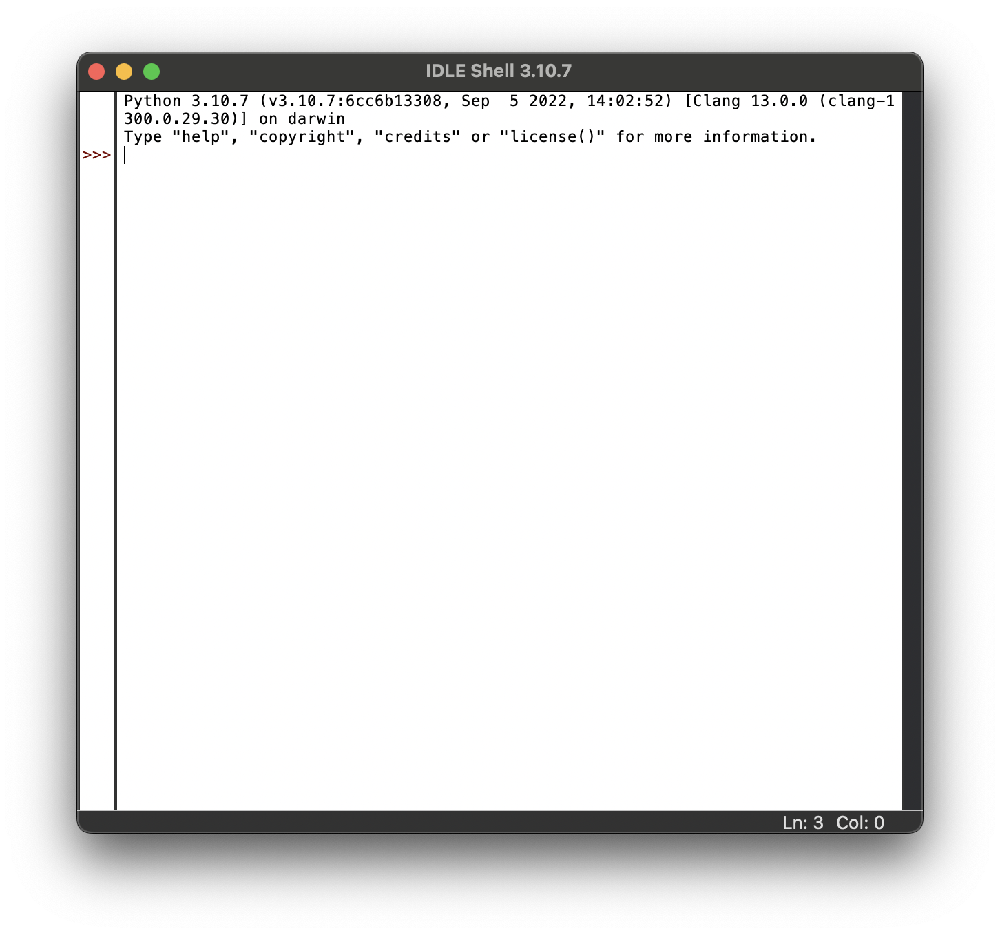 IDLE Shell 3.10.7
Python 3.10.7 (v3.10.7:6cc6b13308, Sep  5 2022, 14:02:52) [Clang 13.0.0 (clang-1
300.0.29.30)] on darwin
Type "help", "copyright", "credits" or "license()" for more information.
>>>
Ln: 3  Col: 0